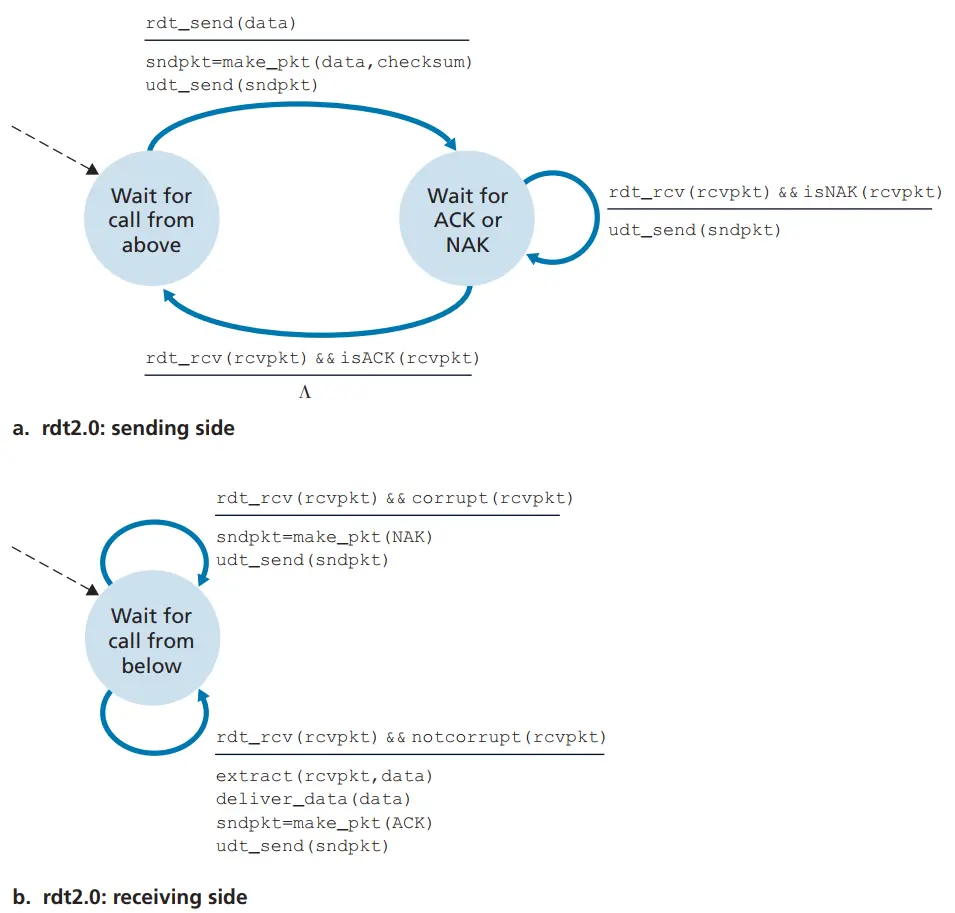 rdt_send(data)
sndpkt=make_pkt(data,checksum)
udt_send(sndpkt)
Wait for
call from
above
Wait for
ACK or
NAK
rdt_rcv(rcvpkt) && isNAK(rcvpkt)
udt_send(sndpkt)
rdt_rcv(rcvpkt) && isACK(rcvpkt)
Λ
a. rdt2.0: sending side
rdt_rcv(rcvpkt) && corrupt(rcvpkt)
sndpkt=make_pkt(NAK)
udt_send(sndpkt)
Wait for
call from
below
rdt_rcv(rcvpkt) && notcorrupt(rcvpkt)
extract(rcvpkt,data)
deliver_data(data)
sndpkt=make_pkt(ACK)
udt_send(sndpkt)
b. rdt2.0: receiving side